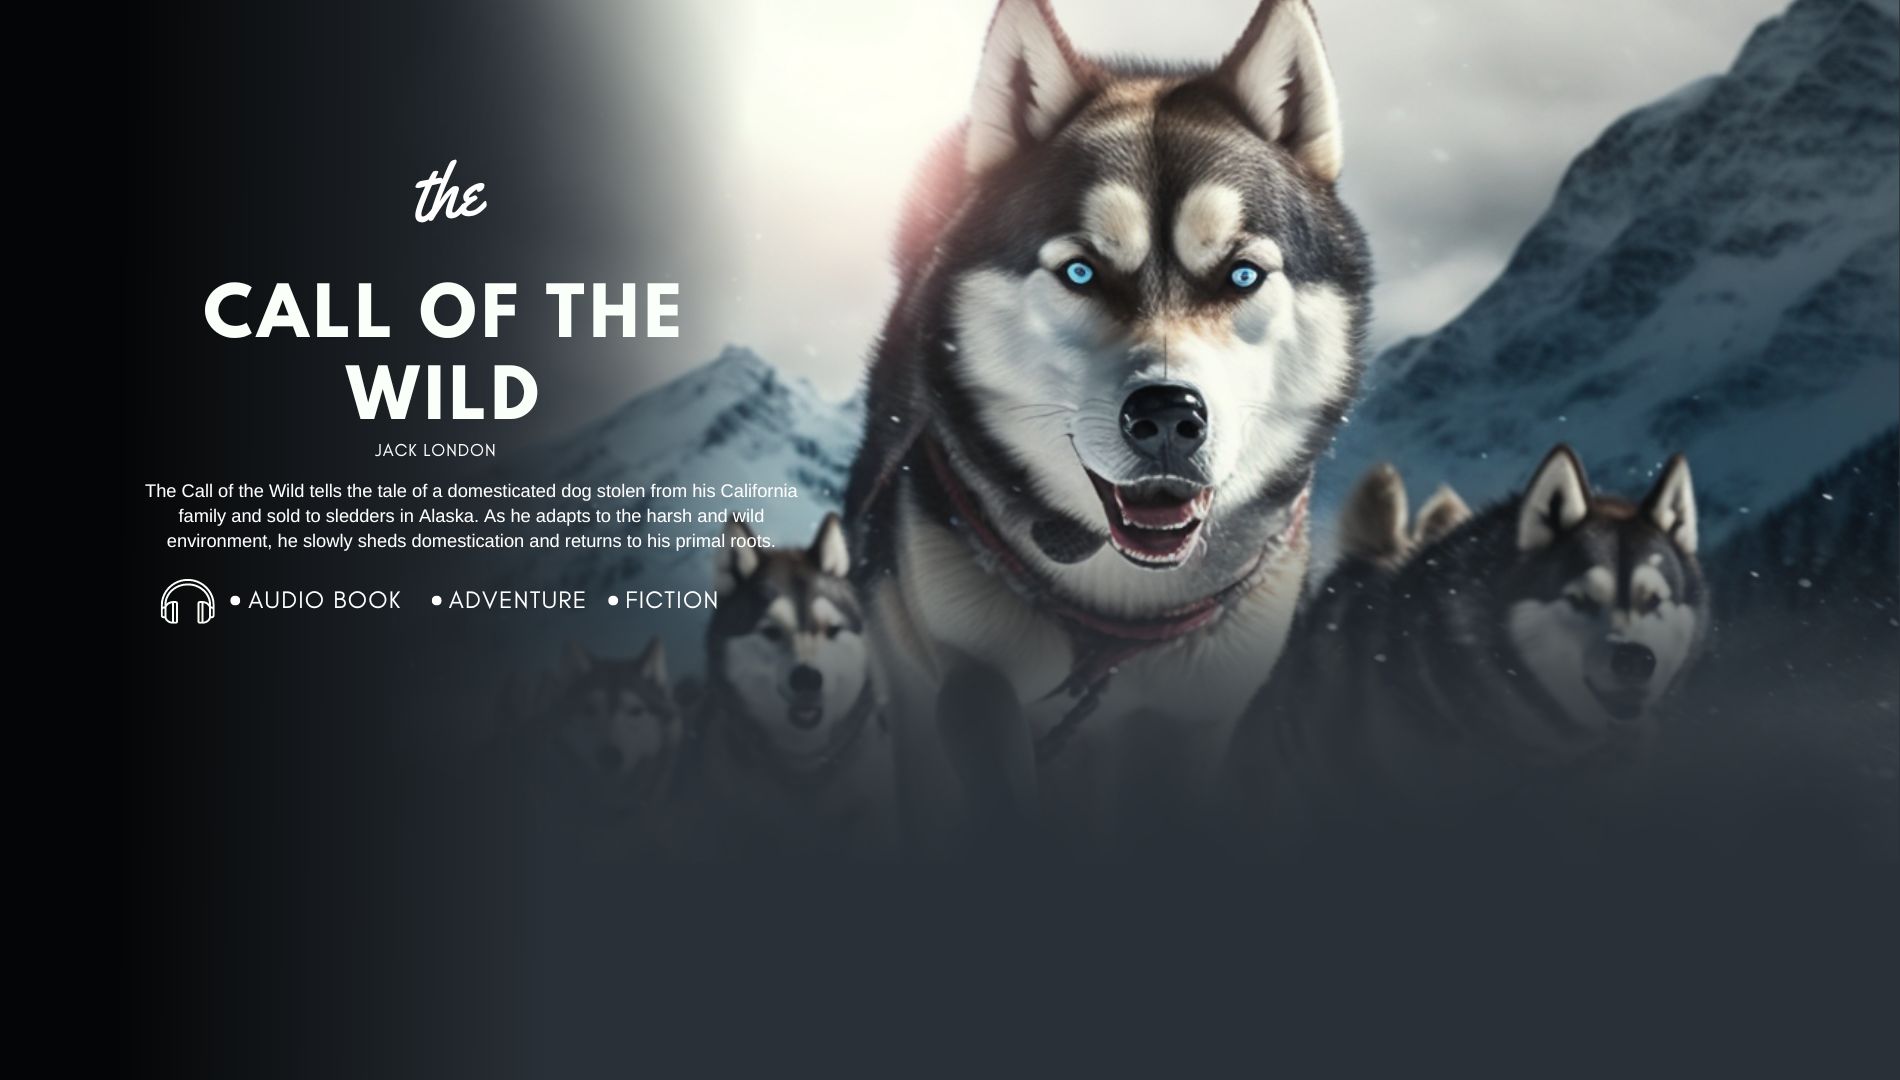 the
CALL OF THE
WILD
JACK LONDON
The Call of the Wild tells the tale of a domesticated dog stolen from his California
family and sold to sledders in Alaska. As he adapts to the harsh and wild
environment, he slowly sheds domestication and returns to his primal roots.
• AUDIO BOOK • ADVENTURE • FICTION